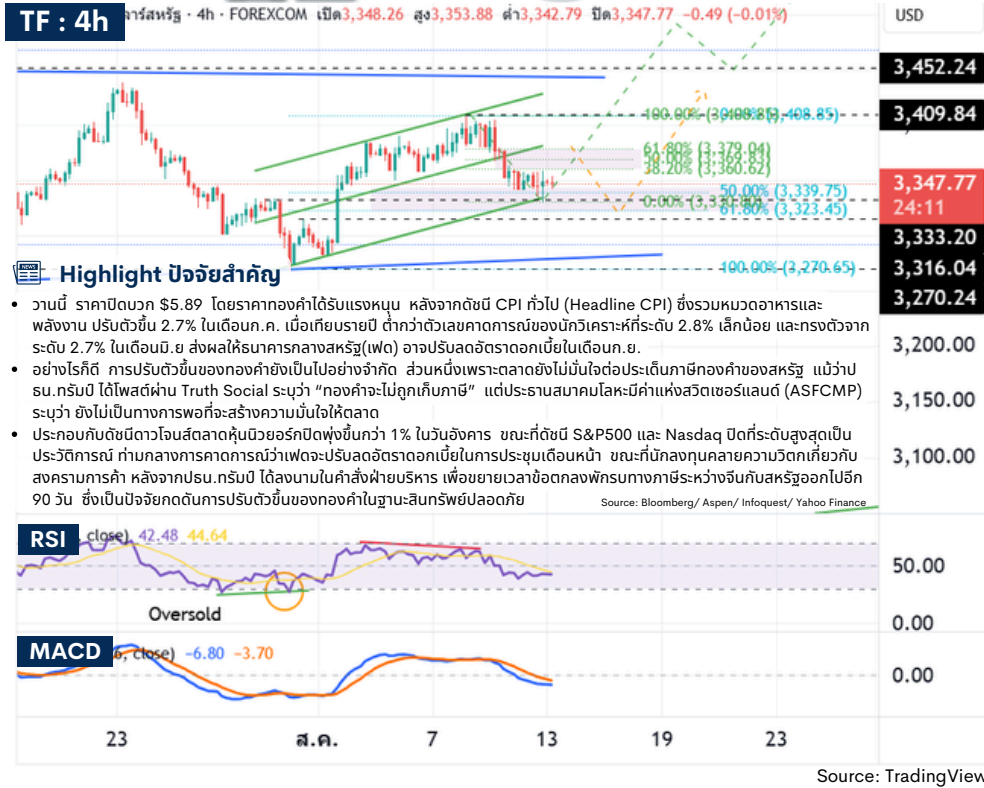 TF : 4h
าร์สหรัฐ · 4h · FOREXCOM เปิด3,348.26 สูง3,353.88 ต่ำ3,342.79 ปิด3,347.77 −0.49 (−0.01%)
USD
3,452.24
3,409.84
100.00% (3,408.85)
61.80% (3,379.04)
50.00% (3,369.83)
38.20% (3,360.62)
3,347.77
24:11
50.00% (3,339.75)
0.00%
61.80% (3,323.45)
3,333.20
3,316.04
100.00% (3,270.65)
3,270.24
NEWS
Highlight ปัจจัยสำคัญ
• วานนี้ ราคาปิดบวก $5.89 โดยราคาทองคำได้รับแรงหนุน หลังจากดัชนี CPI ทั่วไป (Headline CPI) ซึ่งรวมหมวดอาหารและ
พลังงาน ปรับตัวขึ้น 2.7% ในเดือนก.ค. เมื่อเทียบรายปี ต่ำกว่าตัวเลขคาดการณ์ของนักวิเคราะห์ที่ระดับ 2.8% เล็กน้อย และทรงตัวจาก
ระดับ 2.7% ในเดือนมิ.ย ส่งผลให้ธนาคารกลางสหรัฐ(เฟด) อาจปรับลดอัตราดอกเบี้ยในเดือนก.ย.
• อย่างไรก็ดี การปรับตัวขึ้นของทองคำยังเป็นไปอย่างจำกัด ส่วนหนึ่งเพราะตลาดยังไม่มั่นใจต่อประเด็นภาษีทองคำของสหรัฐ แม้ว่าป
ธน.ทรัมป์ ได้โพสต์ผ่าน Truth Social ระบุว่า “ทองคำจะไม่ถูกเก็บภาษี” แต่ประธานสมาคมโลหะมีค่าแห่งสวิตเซอร์แลนด์ (ASFCMP)
ระบุว่า ยังไม่เป็นทางการพอที่จะสร้างความมั่นใจให้ตลาด
• ประกอบกับดัชนีดาวโจนส์ตลาดหุ้นนิวยอร์กปิดพุ่งขึ้นกว่า 1% ในวันอังคาร ขณะที่ดัชนี S&P500 และ Nasdaq ปิดที่ระดับสูงสุดเป็น
ประวัติการณ์ ท่ามกลางการคาดการณ์ว่าเฟดจะปรับลดอัตราดอกเบี้ยในการประชุมเดือนหน้า ขณะที่นักลงทุนคลายความวิตกเกี่ยวกับ
สงครามการค้า หลังจากปธน.ทรัมป์ ได้ลงนามในคำสั่งฝ่ายบริหาร เพื่อขยายเวลาข้อตกลงพักรบทางภาษีระหว่างจีนกับสหรัฐออกไปอีก
90 วัน ซึ่งเป็นปัจจัยกดดันการปรับตัวขึ้นของทองคำในฐานะสินทรัพย์ปลอดภัย
Source: Bloomberg/ Aspen/ Infoquest/ Yahoo Finance
3,200.00
3,150.00
3,100.00
RSI
close) 42.48 44.64
50.00
Oversold
0.00
MACD
close) −6.80 −3.70
0.00
23 ส.ค. 7 13 19 23
Source: TradingView